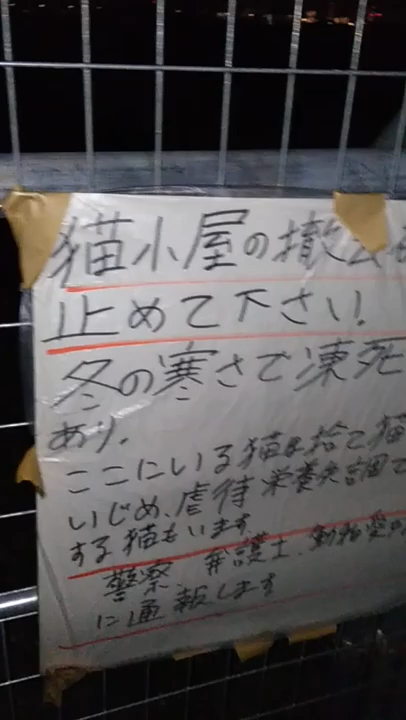 猫小屋の撤去を
止めて下さい!
冬の寒さで凍死
あり、
ここにいる猫は捨て猫
いじめ、虐待 栄養失調で
する猫もいます
警察、弁護士、動物愛護
に通報します